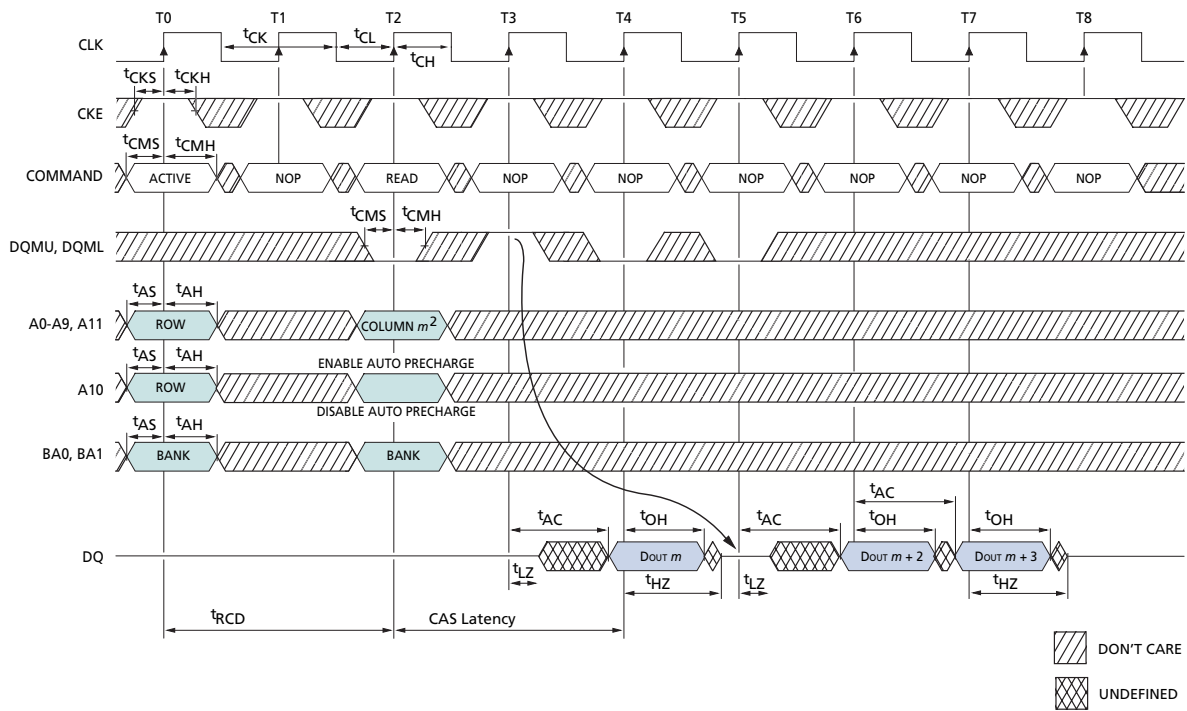 T0 T1 T2 T3 T4 T5 T6 T7 T8
CLK
tCK tCL
tCH
tCKS tCKH
CKE
tCMS tCMH
COMMAND ACTIVE NOP READ NOP NOP NOP NOP NOP NOP
tCMS tCMH
DQMU, DQML
tAS tAH
A0-A9, A11 ROW COLUMN m2
tAS tAH ENABLE AUTO PRECHARGE
A10 ROW
DISABLE AUTO PRECHARGE
tAS tAH
BA0, BA1 BANK BANK
tAC
tAC tOH tAC tOH tOH
DQ DOUT m DOUT m + 2 DOUT m + 3
tLZ tHZ tLZ tHZ
tRCD CAS Latency
DON'T CARE
UNDEFINED